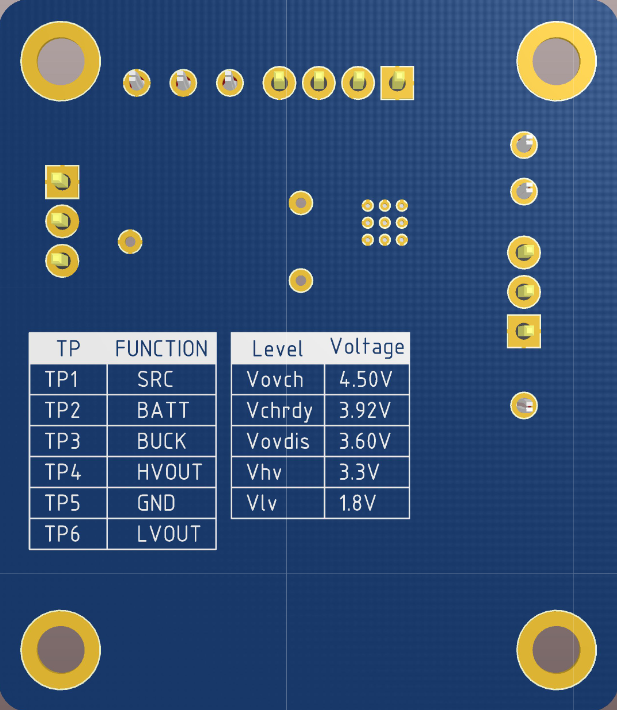 TP FUNCTION
TP1 SRC
TP2 BATT
TP3 BUCK
TP4 HVOUT
TP5 GND
TP6 LVOUT
Level Voltage
Vovch 4.50V
Vchrdy 3.92V
Vovdis 3.60V
Vhv 3.3V
Vlv 1.8V